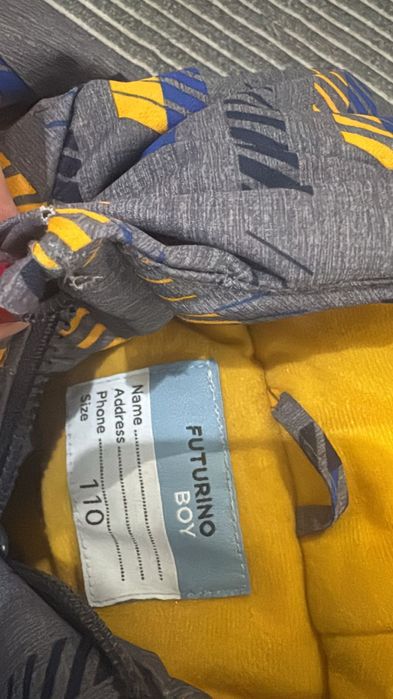 FUTURINO
BOY
Name ..................
Address ..................
Phone ..................
Size 110